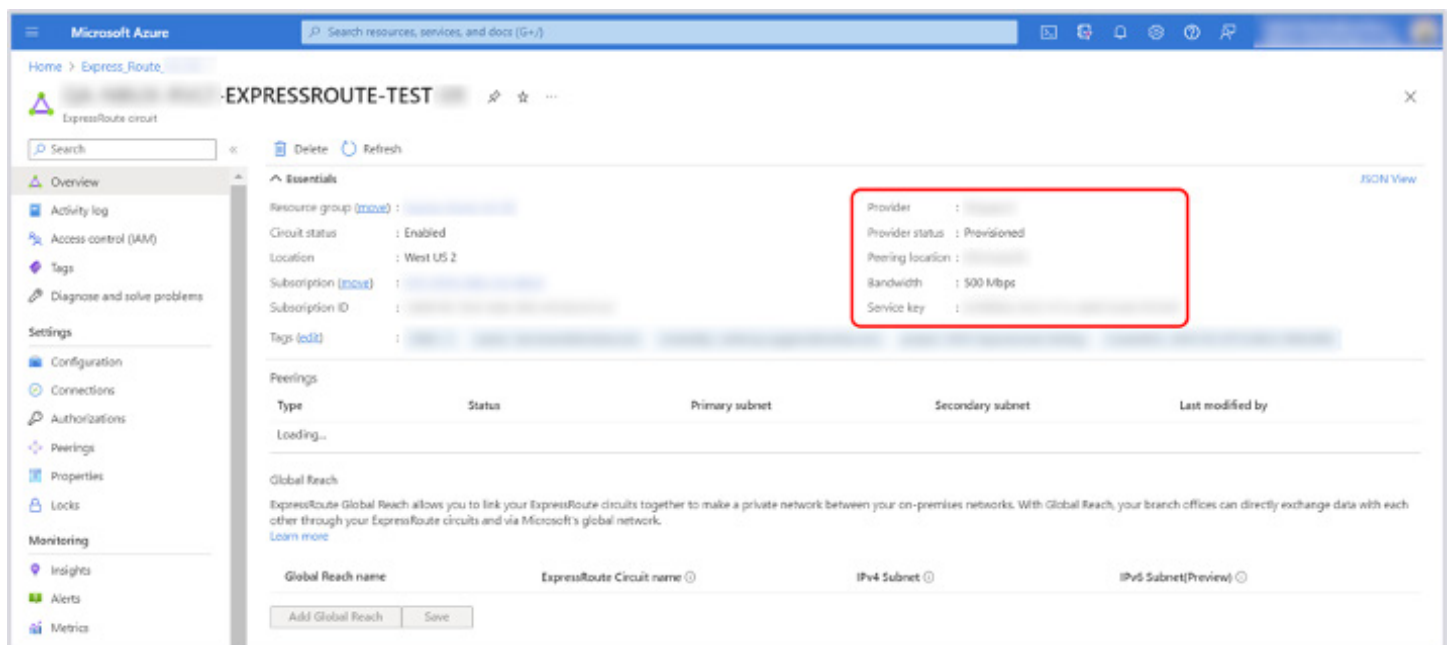 Microsoft Azure
Search resources, services, and docs (G+/)
Home > Express_Route_
-EXPRESSROUTE-TEST
ExpressRoute circuit
Search
Delete
Refresh
Overview
Activity log
Access control (IAM)
Tags
Diagnose and solve problems
Settings
Configuration
Connections
Authorizations
Peerings
Properties
Locks
Monitoring
Insights
Alerts
Metrics
Essentials
JSON View
Resource group (move) :
Circuit status : Enabled
Location : West US 2
Subscription (move) :
Subscription ID :
Tags (edit) :
Provider :
Provider status : Provisioned
Peering location :
Bandwidth : 500 Mbps
Service key :
Peerings
Type Status Primary subnet Secondary subnet Last modified by
Loading...
Global Reach
ExpressRoute Global Reach allows you to link your ExpressRoute circuits together to make a private network between your on-premises networks. With Global Reach, your branch offices can directly exchange data with each
other through your ExpressRoute circuits and via Microsoft's global network.
Learn more
Global Reach name ExpressRoute Circuit name IPv4 Subnet IPv6 Subnet(Preview)
Add Global Reach
Save